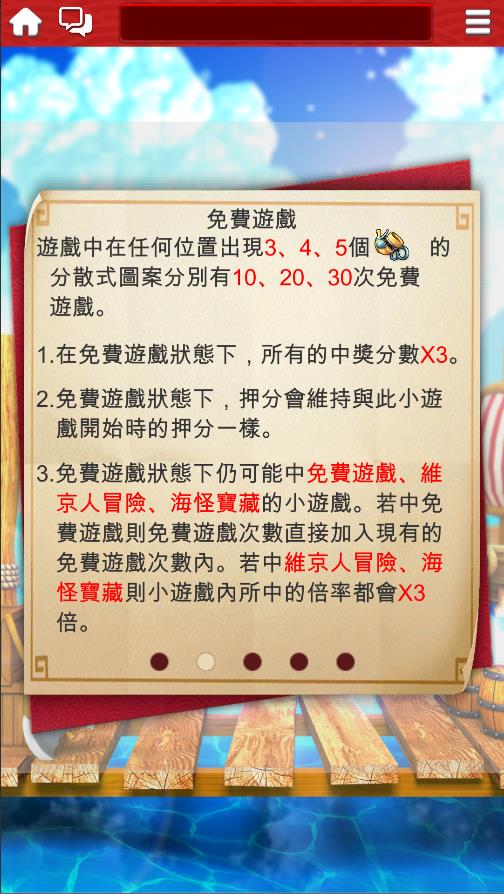 免費遊戲
遊戲中在任何位置出現3、4、5個 的
分散式圖案分別有10、20、30次免費
遊戲。
1.在免費遊戲狀態下，所有的中獎分數X3。
2.免費遊戲狀態下，押分會維持與此小遊
戲開始時的押分一樣。
3.免費遊戲狀態下仍可能中免費遊戲、維
京人冒險、海怪寶藏的小遊戲。若中免
費遊戲則免費遊戲次數直接加入現有的
免費遊戲次數內。若中維京人冒險、海
怪寶藏則小遊戲內所中的倍率都會X3
倍。